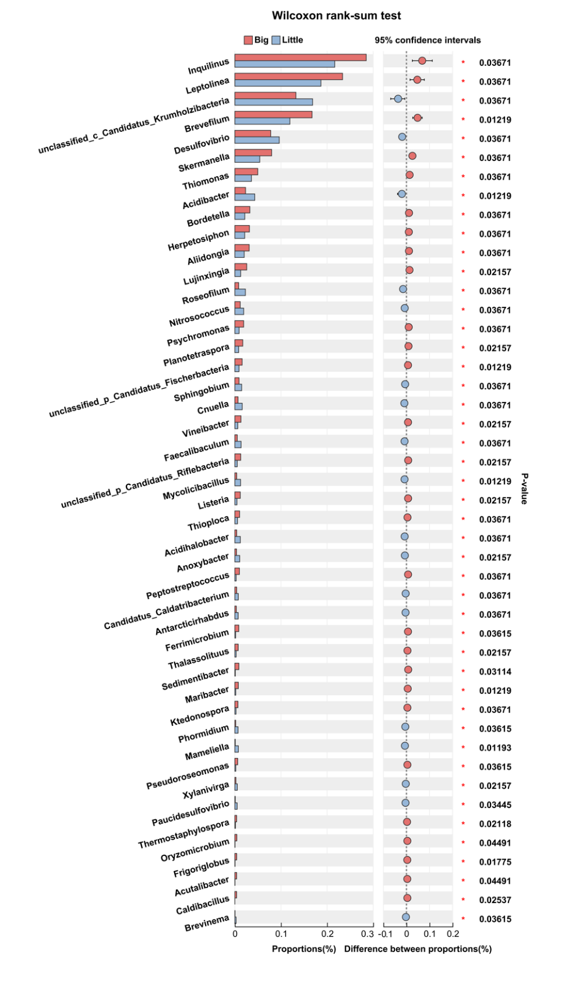 Wilcoxon rank-sum test
Big Little 95% confidence intervals
Inquilinus * 0.03671
Leptolinea * 0.03671
unclassified_c_Candidatus_Krumholzibacteria * 0.03671
Brevefilum * 0.01219
Desulfovibrio * 0.03671
Skermanella * 0.03671
Thiomonas * 0.03671
Acidibacter * 0.01219
Bordetella * 0.03671
Herpetosiphon * 0.03671
Aliidongia * 0.03671
Lujinxingia * 0.02157
Roseofilum * 0.03671
Nitrosococcus * 0.03671
Psychromonas * 0.03671
Planotetraspora * 0.02157
unclassified_p_Candidatus_Fischerbacteria * 0.01219
Sphingobium * 0.03671
Cnuella * 0.03671
Vineibacter * 0.02157
Faecalibaculum * 0.03671
unclassified_p_Candidatus_Riflebacteria * 0.02157
Mycolicibacillus * 0.01219
Listeria * 0.02157
Thioploca * 0.03671
Acidihalobacter * 0.03671
Anoxybacter * 0.02157
Peptostreptococcus * 0.03671
Candidatus_Caldatribacterium * 0.03671
Antarcticirhabdus * 0.03671
Ferrimicrobium * 0.03615
Thalassolituus * 0.02157
Sedimentibacter * 0.03114
Maribacter * 0.01219
Ktedonospora * 0.03671
Phormidium * 0.03615
Mameliella * 0.01193
Pseudoroseomonas * 0.03615
Xylanivirga * 0.02157
Paucidesulfovibrio * 0.03445
Thermostaphylospora * 0.02118
Oryzomicrobium * 0.04491
Frigoriglobus * 0.01775
Acutalibacter * 0.04491
Caldibacillus * 0.02537
Brevinema * 0.03615
P-value
0 0.1 0.2 0.3 -0.1 0 0.1 0.2
Proportions(%) Difference between proportions(%)